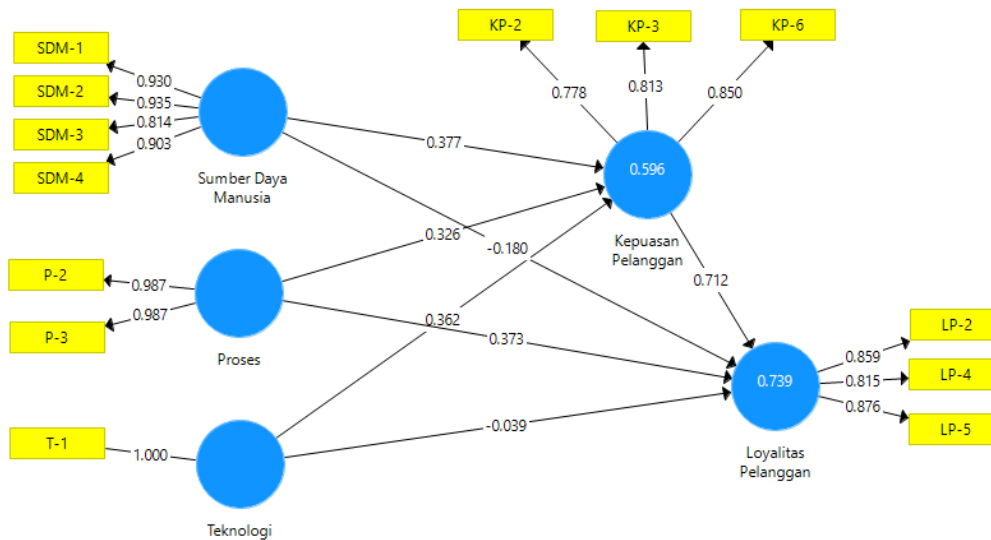 KP-2
KP-3
KP-6
SDM-1
SDM-2
SDM-3
SDM-4
0.930
0.935
0.814
0.903
0.778
0.813
0.850
Sumber Daya
Manusia
0.377
0.596
Kepuasan
Pelanggan
0.326
-0.180
P-2
P-3
0.987
0.987
Proses
0.712
0.362
0.373
LP-2
LP-4
LP-5
0.859
0.815
0.876
0.739
Loyalitas
Pelanggan
T-1
1.000
-0.039
Teknologi